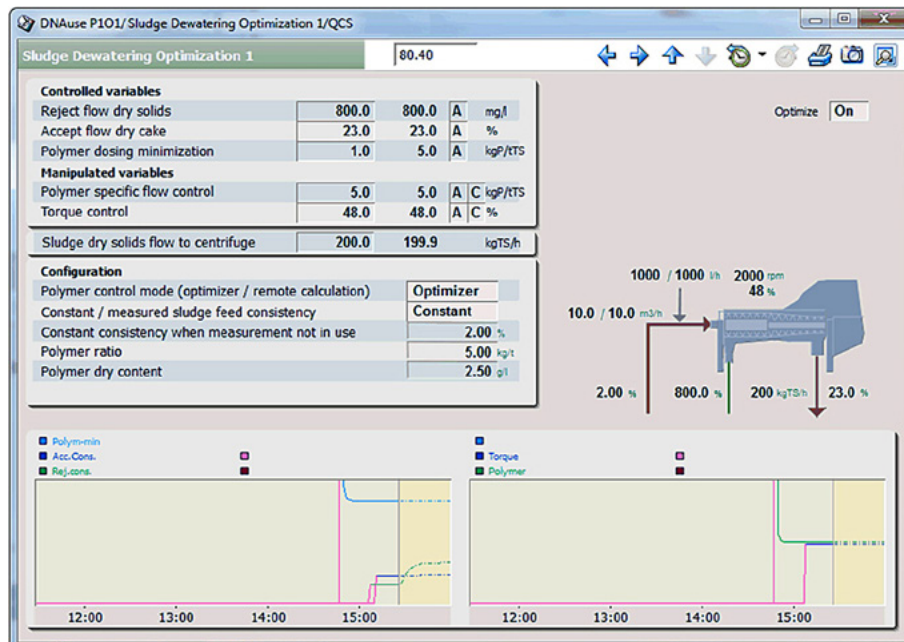 DNAuse P1O1/ Sludge Dewatering Optimization 1/QCS
Sludge Dewatering Optimization 1 80.40
Controlled variables
Reject flow dry solids 800.0 800.0 A mg/l
Accept flow dry cake 23.0 23.0 A %
Polymer dosing minimization 1.0 5.0 A kgP/tTS
Manipulated variables
Polymer specific flow control 5.0 5.0 A C kgP/tTS
Torque control 48.0 48.0 A C %
Sludge dry solids flow to centrifuge 200.0 199.9 kgTS/h
Configuration
Polymer control mode (optimizer / remote calculation) Optimizer
Constant / measured sludge feed consistency Constant
Constant consistency when measurement not in use 2.00 %
Polymer ratio 5.00 kg/t
Polymer dry content 2.50 g/l
Optimize On
1000 / 1000 l/h 2000 rpm
48 %
10.0 / 10.0 m3/h
2.00 % 800.0 % 200 kgTS/h 23.0 %
Polym-min
Acc.Cons.
Rej.cons.
12:00 13:00 14:00 15:00
Torque
Polymer
12:00 13:00 14:00 15:00